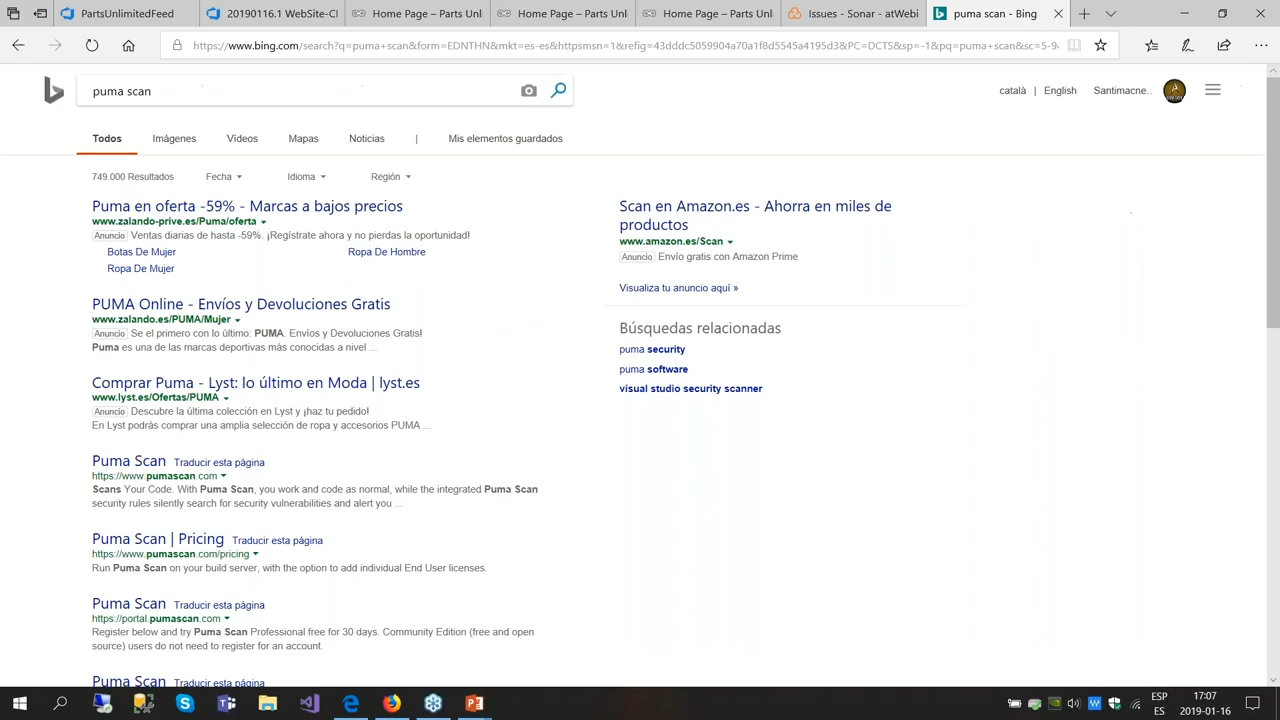 Parts Unli
20190116.1 - Col
Home Page - Part
Home Page - Parts Unl
Home - Parts Unl
Issues - Sonar - atWebi
puma scan - Bing
https://www.bing.com/search?q=puma+scan&form=EDNTHN&mkt=es-es&httpsmsn=1&refig=43dddc5059904a70a1f8d5545a4195d3&PC=DCTS&sp=-1&pq=puma+scan&sc=5-9&
puma scan
català | English Santimacne..
Todos Imágenes Vídeos Mapas Noticias | Mis elementos guardados
749.000 Resultados Fecha Idioma Región
Puma en oferta -59% - Marcas a bajos precios
www.zalando-prive.es/Puma/oferta
Anuncio Ventas diarias de hasta -59%. ¡Regístrate ahora y no pierdas la oportunidad!
Botas De Mujer Ropa De Hombre
Ropa De Mujer
PUMA Online - Envíos y Devoluciones Gratis
www.zalando.es/PUMA/Mujer
Anuncio Se el primero con lo último: PUMA. Envíos y Devoluciones Gratis!
Puma es una de las marcas deportivas más conocidas a nivel ...
Comprar Puma - Lyst: lo último en Moda | lyst.es
www.lyst.es/Ofertas/PUMA
Anuncio Descubre la última colección en Lyst y ¡haz tu pedido!
En Lyst podrás comprar una amplia selección de ropa y accesorios PUMA ...
Puma Scan Traducir esta página
https://www.pumascan.com
Scans Your Code. With Puma Scan, you work and code as normal, while the integrated Puma Scan
security rules silently search for security vulnerabilities and alert you ...
Puma Scan | Pricing Traducir esta página
https://www.pumascan.com/pricing
Run Puma Scan on your build server, with the option to add individual End User licenses.
Puma Scan Traducir esta página
https://portal.pumascan.com
Register below and try Puma Scan Professional free for 30 days. Community Edition (free and open
source) users do not need to register for an account.
Puma Scan Traducir esta página
Scan en Amazon.es - Ahorra en miles de
productos
www.amazon.es/Scan
Anuncio Envío gratis con Amazon Prime
Visualiza tu anuncio aquí »
Búsquedas relacionadas
puma security
puma software
visual studio security scanner
ESP
ES
17:07
2019-01-16